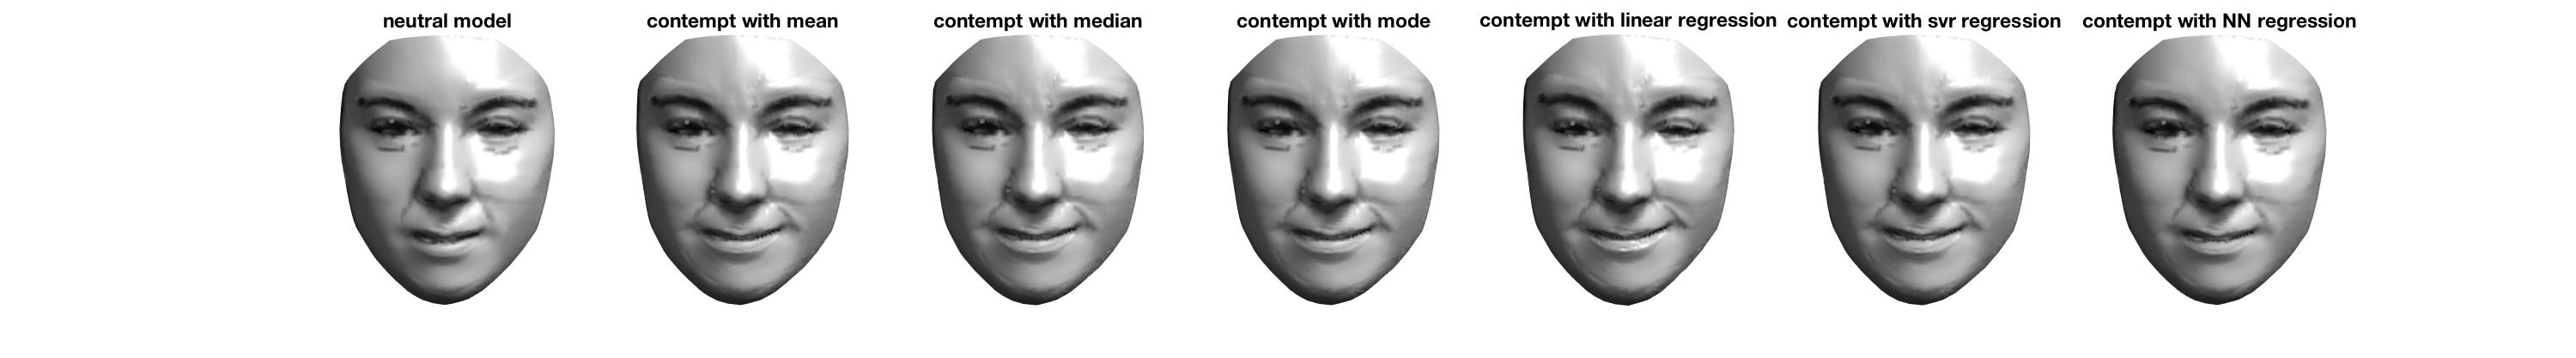 neutral model
contempt with mean
contempt with median
contempt with mode
contempt with linear regression
contempt with svr regression
contempt with NN regression